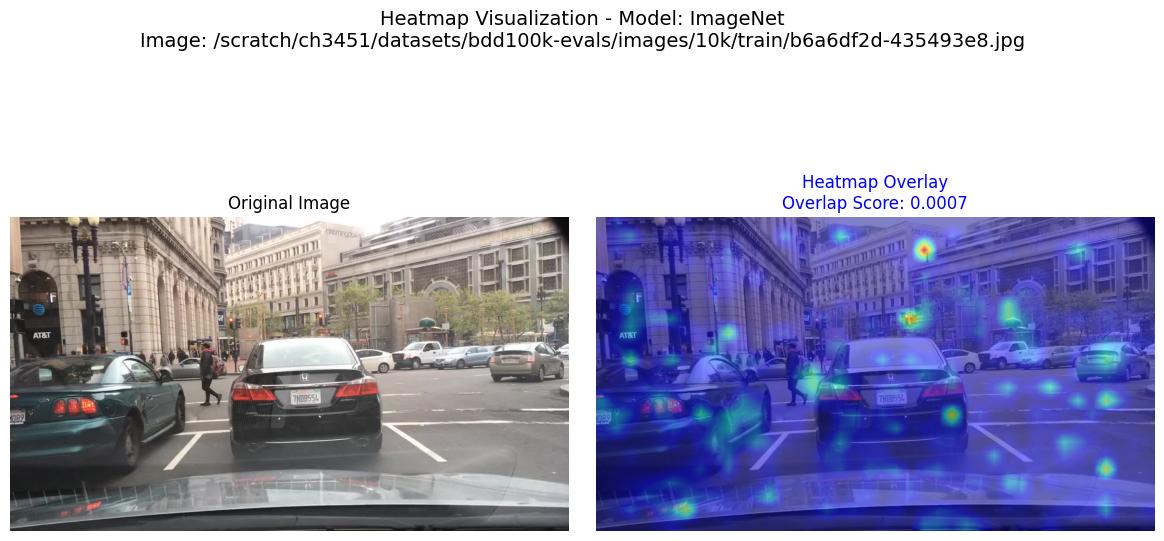 Heatmap Visualization - Model: ImageNet
Image: /scratch/ch3451/datasets/bdd100k-evals/images/10k/train/b6a6df2d-435493e8.jpg
Original Image
Heatmap Overlay
Overlap Score: 0.0007
AT&T
AT&T